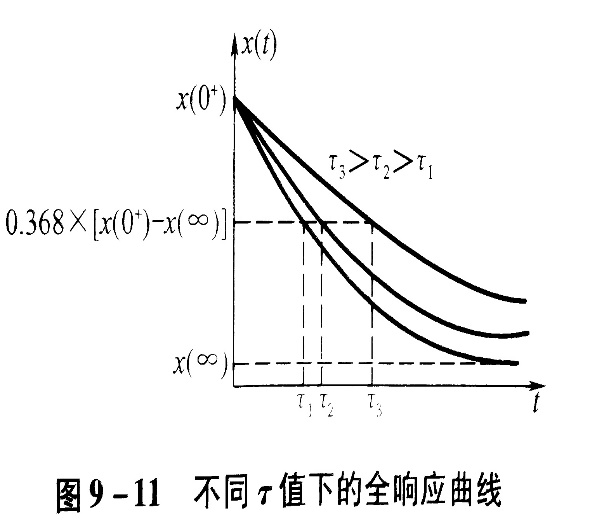 x(t)
x(0⁺)
τ₃>τ₂>τ₁
0.368×[x(0⁺)-x(∞)]
x(∞)
τ₁ τ₂ τ₃ t
图9-11 不同τ值下的全响应曲线